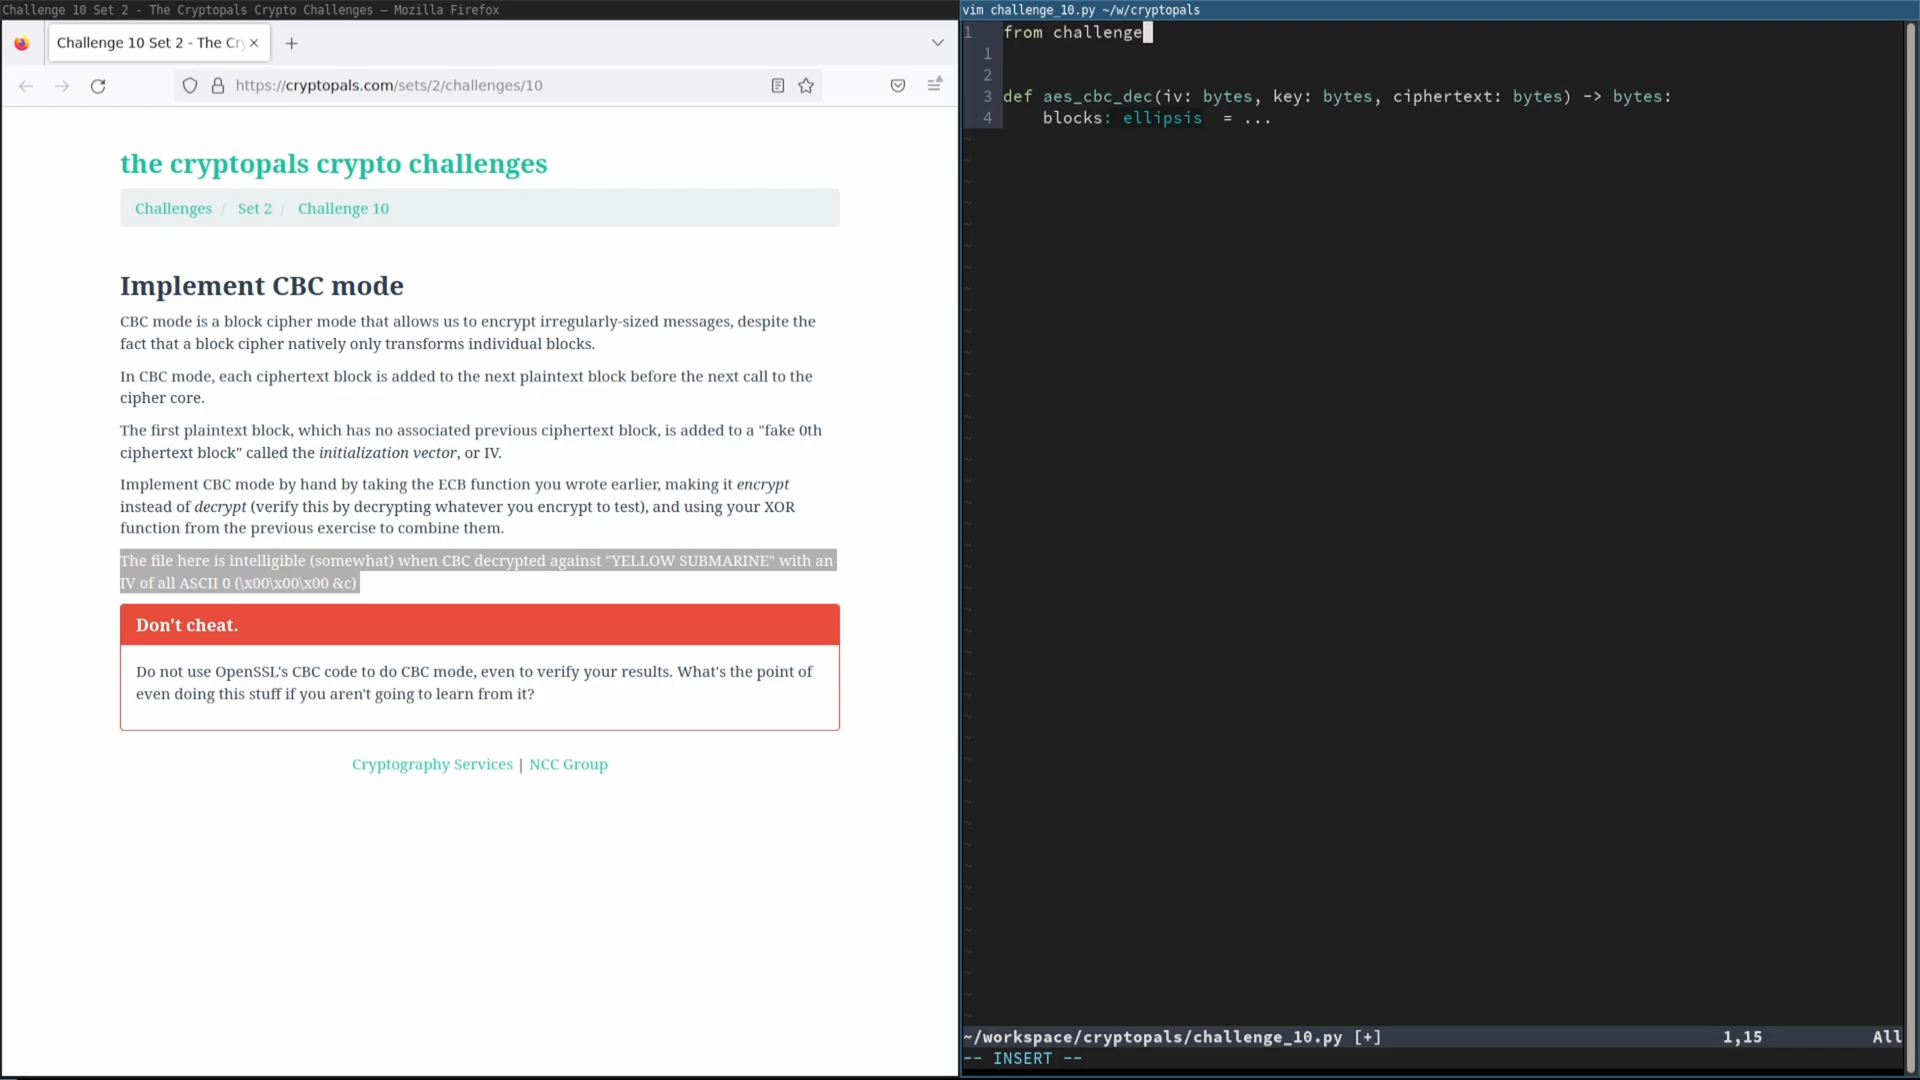 Challenge 10 Set 2 - The Cryptopals Crypto Challenges — Mozilla Firefox
Challenge 10 Set 2 - The Cry
https://cryptopals.com/sets/2/challenges/10
the cryptopals crypto challenges
Challenges / Set 2 / Challenge 10
Implement CBC mode
CBC mode is a block cipher mode that allows us to encrypt irregularly-sized messages, despite the
fact that a block cipher natively only transforms individual blocks.
In CBC mode, each ciphertext block is added to the next plaintext block before the next call to the
cipher core.
The first plaintext block, which has no associated previous ciphertext block, is added to a "fake 0th
ciphertext block" called the initialization vector, or IV.
Implement CBC mode by hand by taking the ECB function you wrote earlier, making it encrypt
instead of decrypt (verify this by decrypting whatever you encrypt to test), and using your XOR
function from the previous exercise to combine them.
The file here is intelligible (somewhat) when CBC decrypted against "YELLOW SUBMARINE" with an
IV of all ASCII 0 (\x00\x00\x00 &c)
Don't cheat.
Do not use OpenSSL's CBC code to do CBC mode, even to verify your results. What's the point of
even doing this stuff if you aren't going to learn from it?
Cryptography Services | NCC Group
vim challenge_10.py ~/w/cryptopals
1 from challenge
1
2
3 def aes_cbc_dec(iv: bytes, key: bytes, ciphertext: bytes) -> bytes:
4     blocks: ellipsis  = ...
~/workspace/cryptopals/challenge_10.py [+] 1,15 All
-- INSERT --